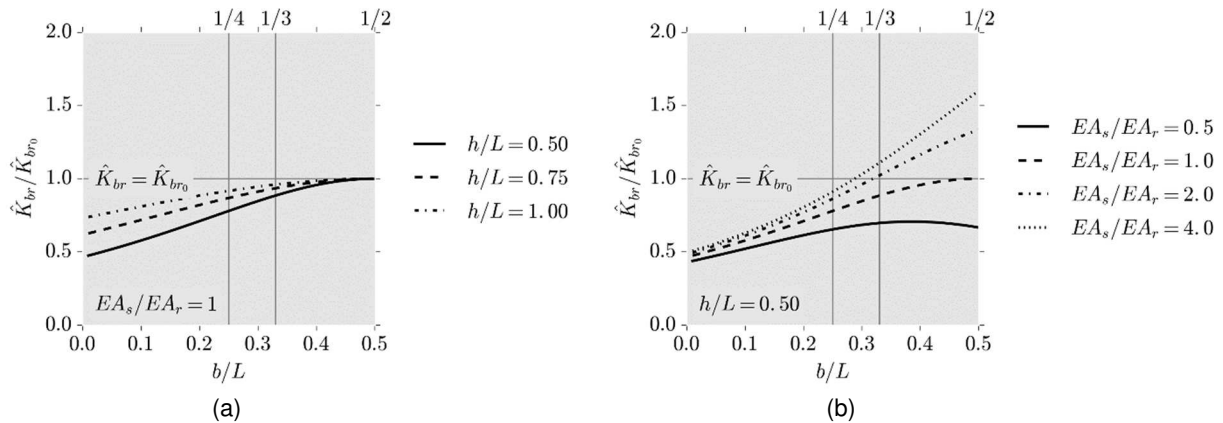 1/4 1/3 1/2
2.0
1.5
1.0
0.5
0.0
K̂_br/K̂_br₀
K̂_br = K̂_br₀
EA_s/EA_r = 1
0.0 0.1 0.2 0.3 0.4 0.5
b/L
h/L = 0.50
h/L = 0.75
h/L = 1.00
(a)
1/4 1/3 1/2
2.0
1.5
1.0
0.5
0.0
K̂_br/K̂_br₀
K̂_br = K̂_br₀
h/L = 0.50
0.0 0.1 0.2 0.3 0.4 0.5
b/L
EA_s/EA_r = 0.5
EA_s/EA_r = 1.0
EA_s/EA_r = 2.0
EA_s/EA_r = 4.0
(b)